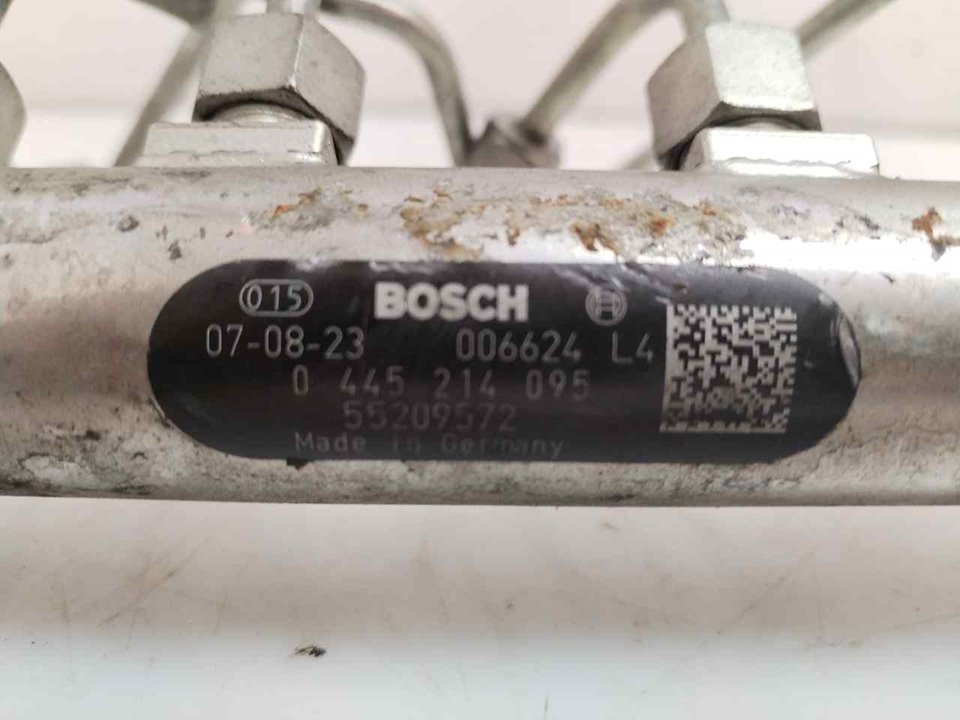 015 BOSCH
07-08-23 006624 L4
0 445 214 095
55209572
Made in Germany